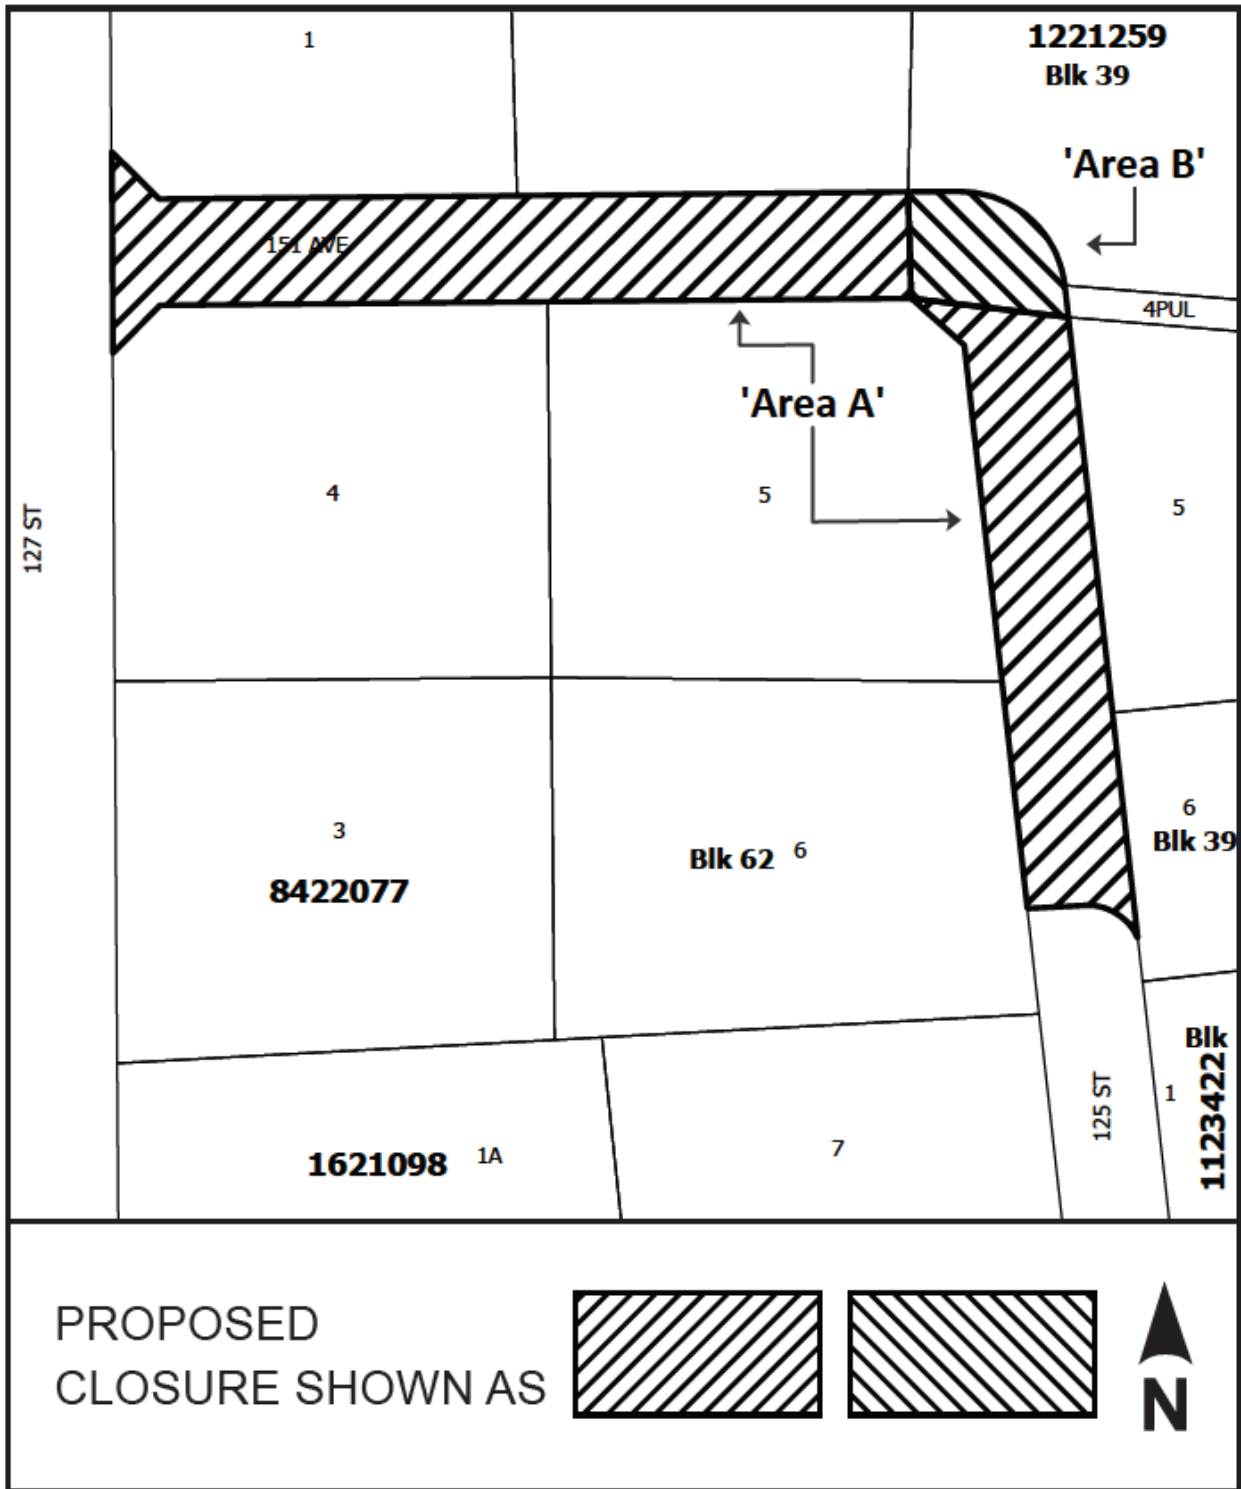 1
1221259
Blk 39
'Area B'
151 AVE
4PUL
'Area A'
4
5
5
127 ST
3
8422077
Blk 62 6
6
Blk 39
Blk
1123422
1
125 ST
1621098 1A
7
PROPOSED
CLOSURE SHOWN AS
N